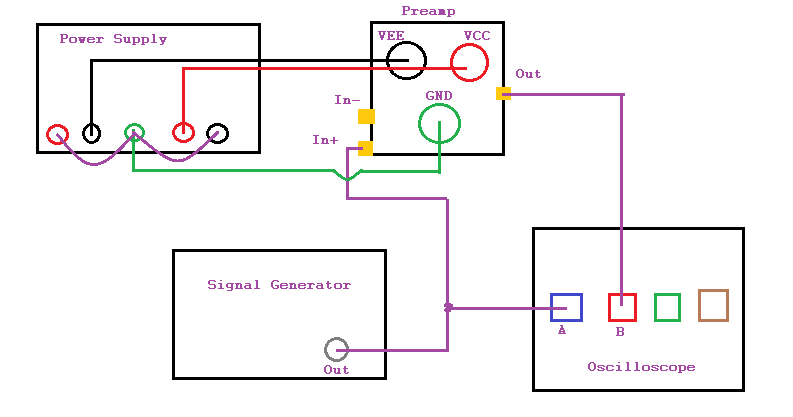 Preamp
Power Supply
VEE
VCC
Out
In-
GND
In+
Signal Generator
Out
A
B
Oscilloscope